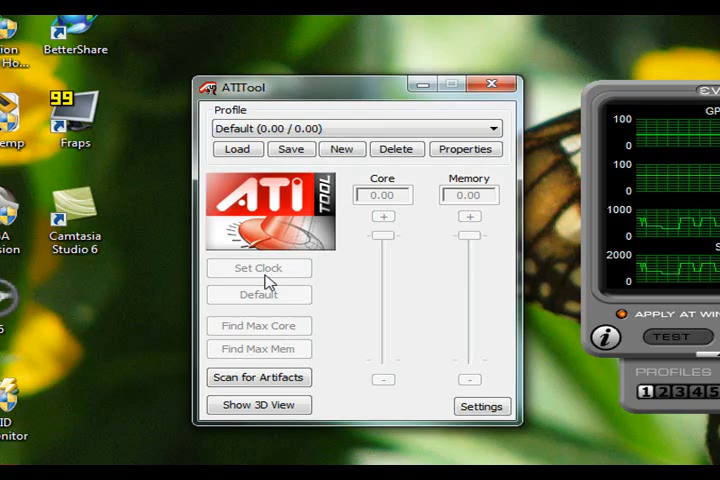 BetterShare
99
Fraps
Camtasia
Studio 6
ATITool
Profile
Default (0.00 / 0.00)
Load Save New Delete Properties
ATI TOOL
Core Memory
0.00 0.00
+ +
Set Clock
Default
Find Max Core
Find Max Mem
Scan for Artifacts
- -
Show 3D View
Settings
100
0
100
0
1000
0
2000
0
APPLY AT WIN
i
TEST
PROFILES
1 2 3 4 5